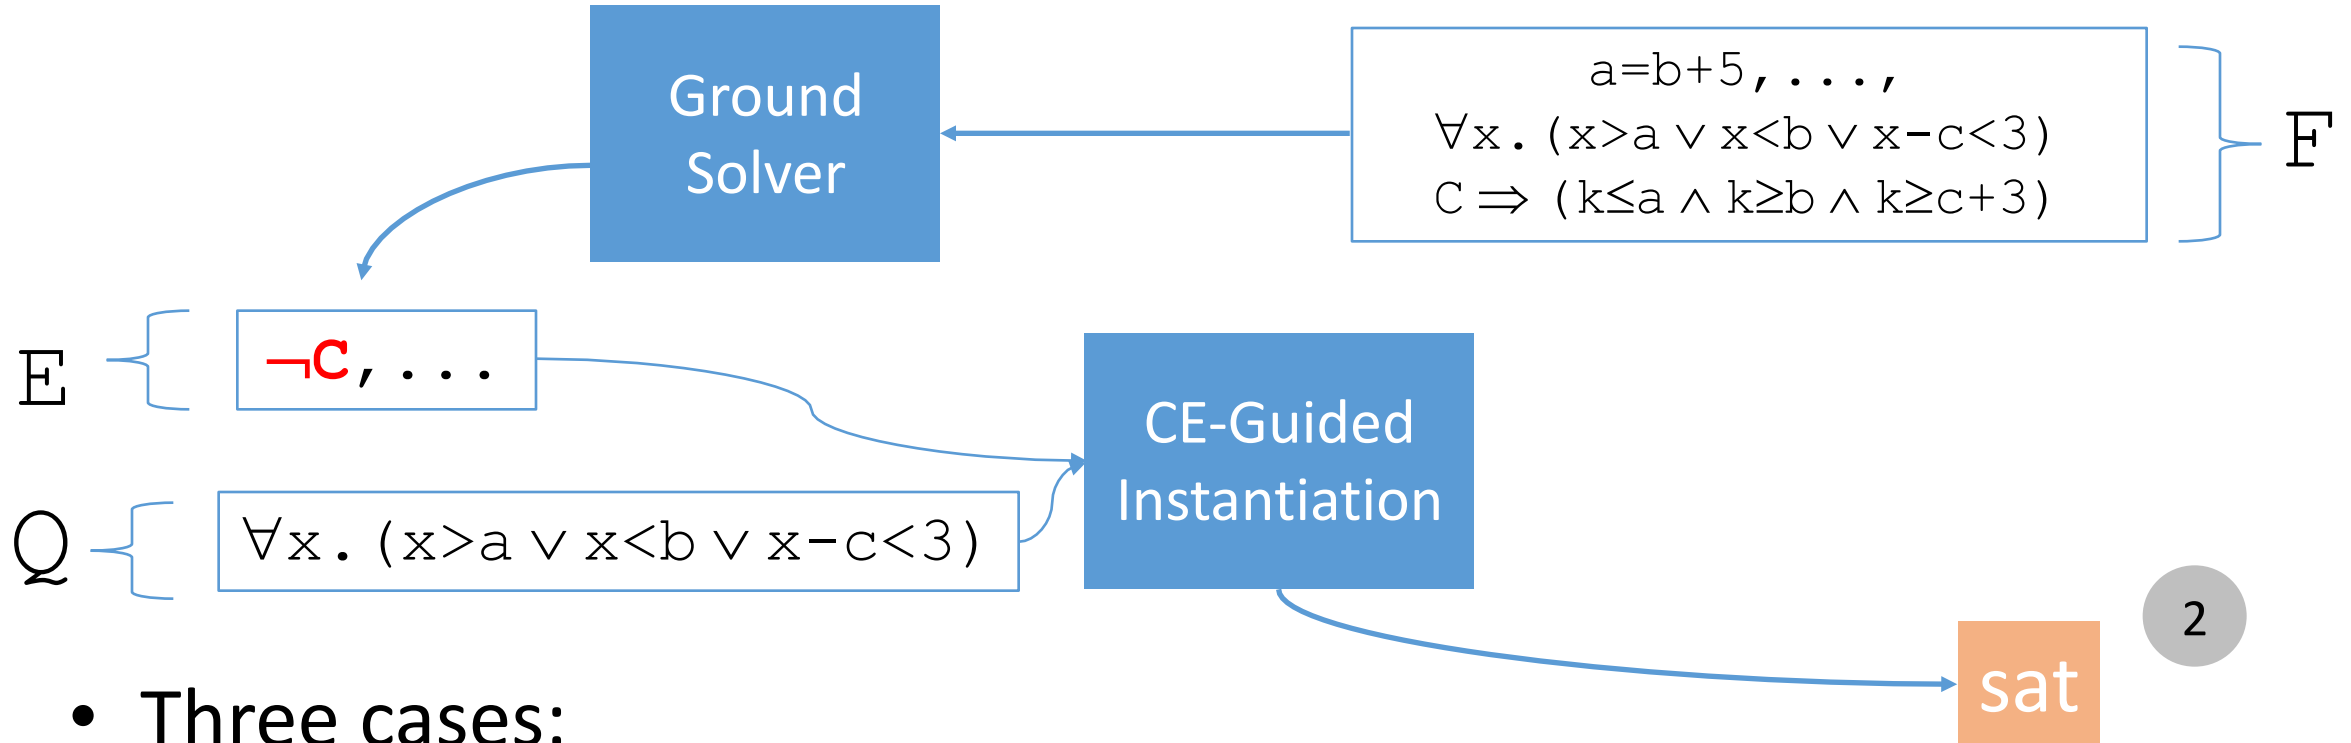 Ground
Solver
a=b+5,...,
∀x.(x>a ∨ x<b ∨ x-c<3)
C ⇒ (k≤a ∧ k≥b ∧ k≥c+3)
F
E
¬C,...
CE-Guided
Instantiation
Q
∀x.(x>a ∨ x<b ∨ x-c<3)
2
sat
• Three cases: